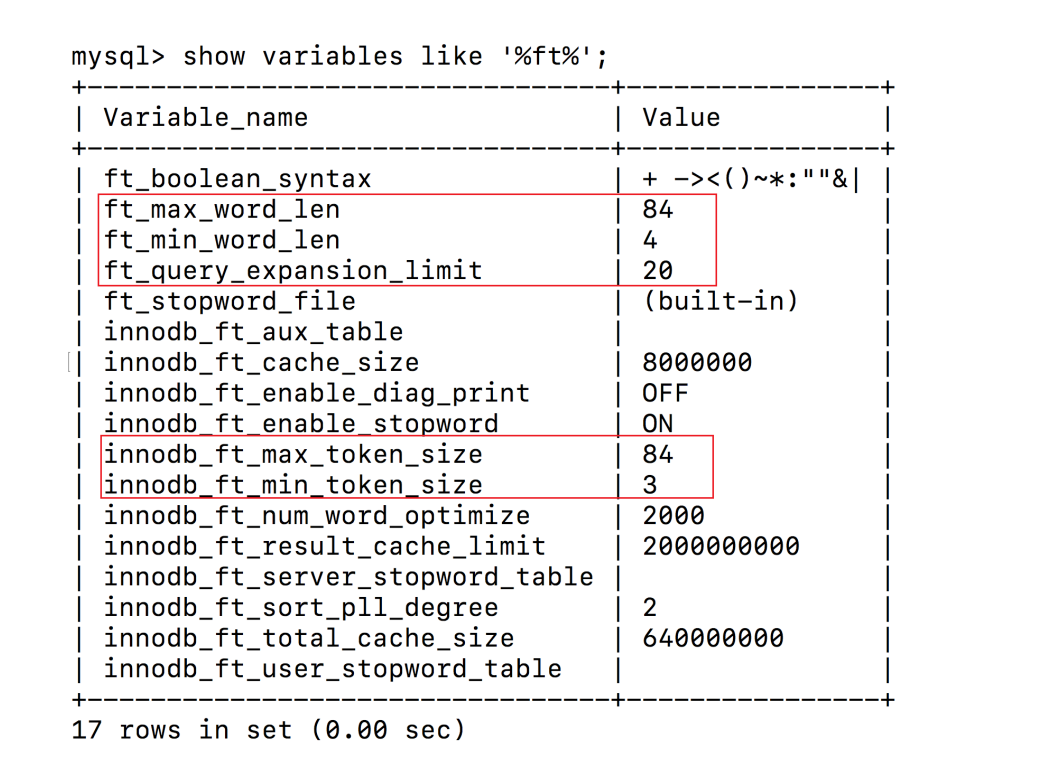 mysql> show variables like '%ft%';
+---------------------------------+----------------+
| Variable_name                   | Value          |
+---------------------------------+----------------+
| ft_boolean_syntax               | + -><()~*:""&| |
| ft_max_word_len                 | 84             |
| ft_min_word_len                 | 4              |
| ft_query_expansion_limit        | 20             |
| ft_stopword_file                | (built-in)     |
| innodb_ft_aux_table             |                |
| innodb_ft_cache_size            | 8000000        |
| innodb_ft_enable_diag_print     | OFF            |
| innodb_ft_enable_stopword       | ON             |
| innodb_ft_max_token_size        | 84             |
| innodb_ft_min_token_size        | 3              |
| innodb_ft_num_word_optimize     | 2000           |
| innodb_ft_result_cache_limit    | 2000000000     |
| innodb_ft_server_stopword_table |                |
| innodb_ft_sort_pll_degree       | 2              |
| innodb_ft_total_cache_size      | 640000000      |
| innodb_ft_user_stopword_table   |                |
+---------------------------------+----------------+
17 rows in set (0.00 sec)